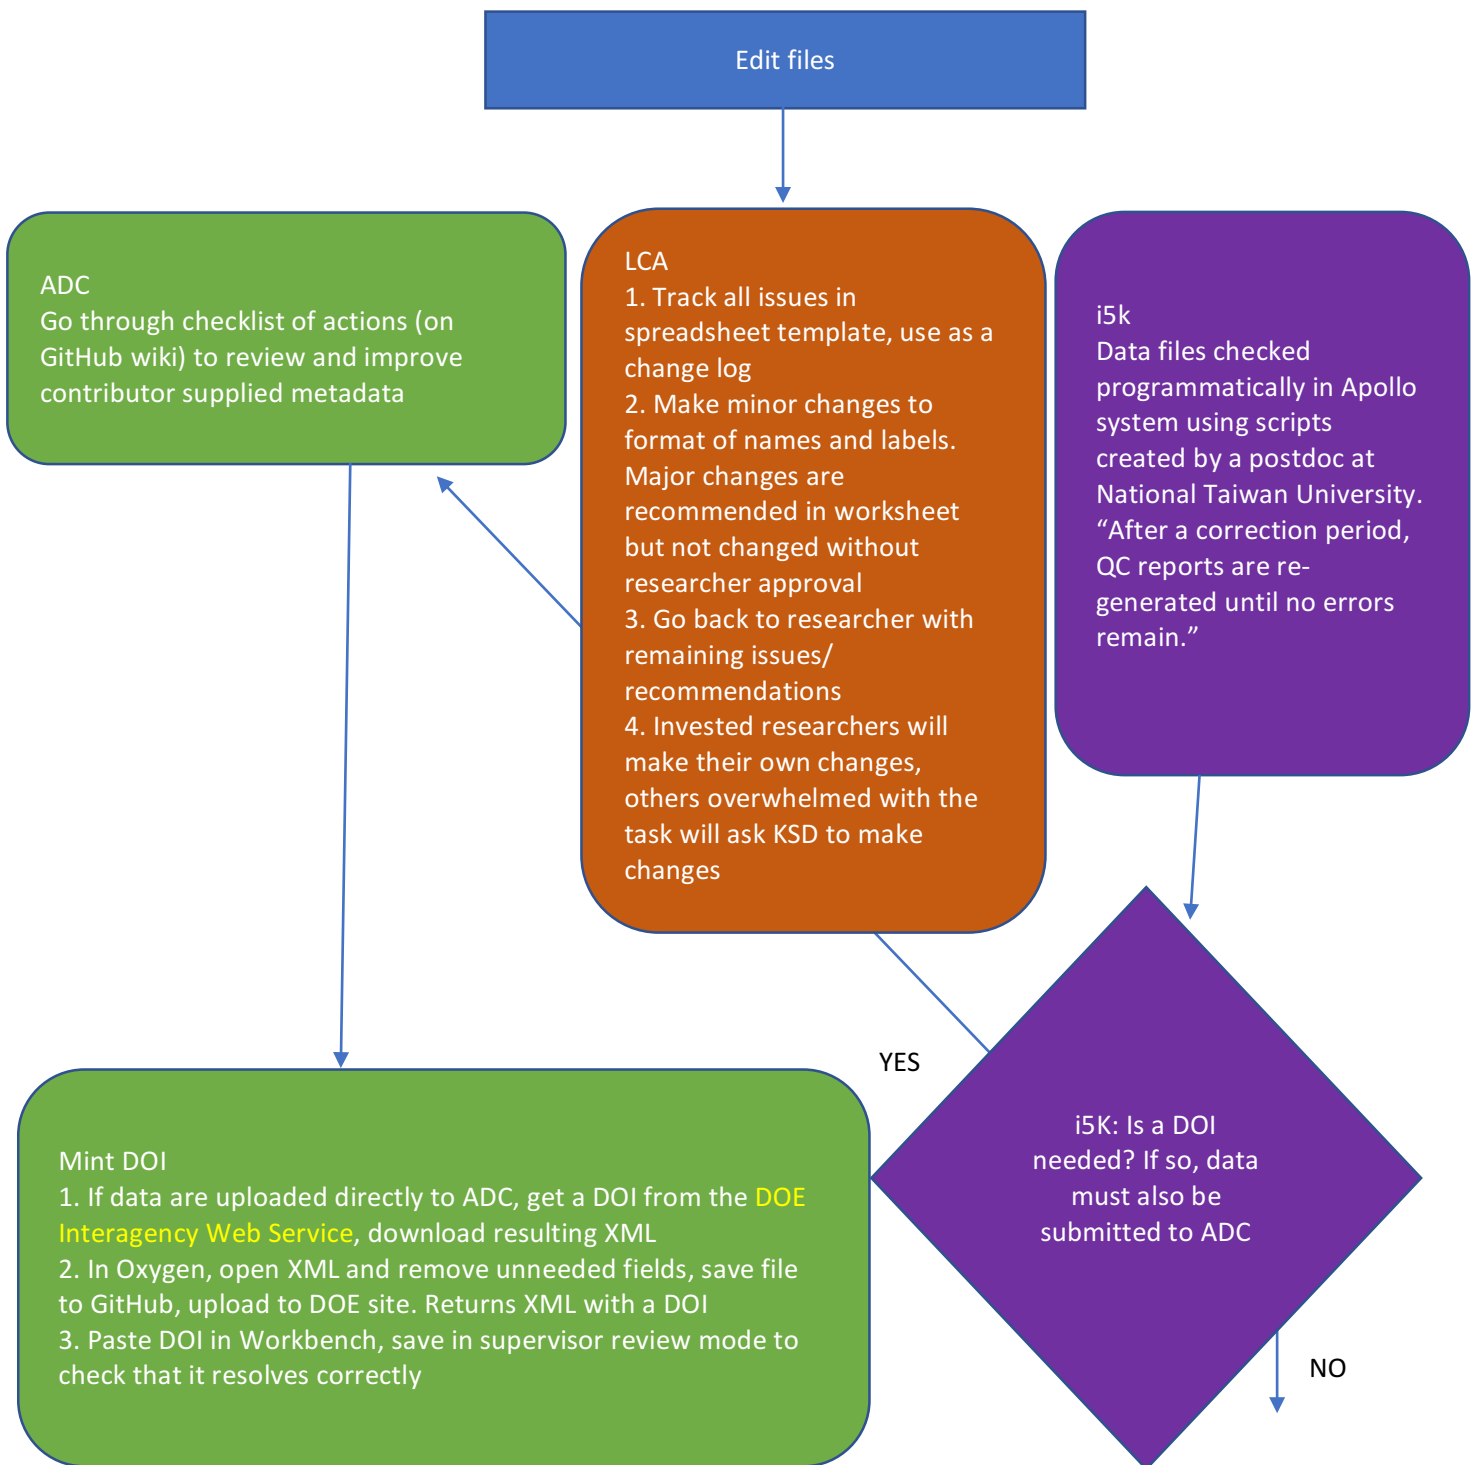 Edit files
ADC
Go through checklist of actions (on
GitHub wiki) to review and improve
contributor supplied metadata
LCA
1. Track all issues in
spreadsheet template, use as a
change log
2. Make minor changes to
format of names and labels.
Major changes are
recommended in worksheet
but not changed without
researcher approval
3. Go back to researcher with
remaining issues/
recommendations
4. Invested researchers will
make their own changes,
others overwhelmed with the
task will ask KSD to make
changes
i5k
Data files checked
programmatically in Apollo
system using scripts
created by a postdoc at
National Taiwan University.
“After a correction period,
QC reports are re-
generated until no errors
remain.”
YES
i5K: Is a DOI
needed? If so, data
must also be
submitted to ADC
NO
Mint DOI
1. If data are uploaded directly to ADC, get a DOI from the DOE
Interagency Web Service, download resulting XML
2. In Oxygen, open XML and remove unneeded fields, save file
to GitHub, upload to DOE site. Returns XML with a DOI
3. Paste DOI in Workbench, save in supervisor review mode to
check that it resolves correctly